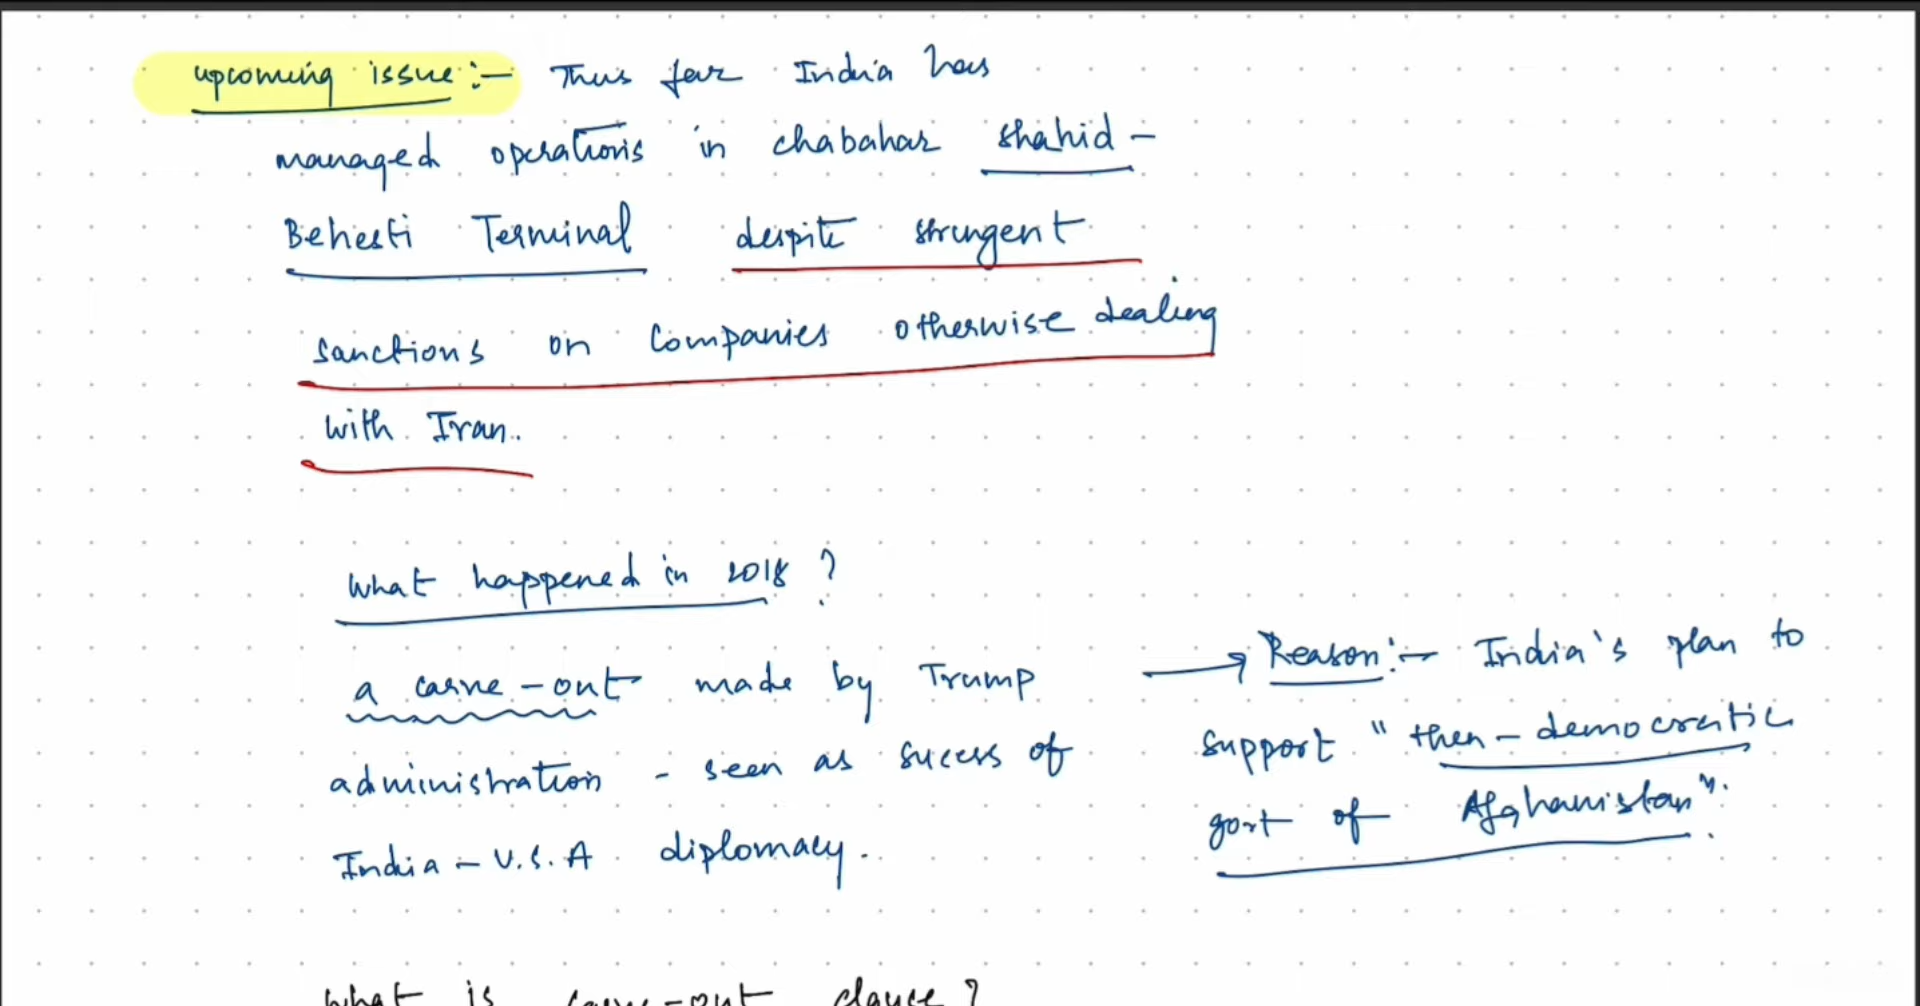 upcoming issue :- Thus far India has
managed operations in chabahar shahid -
Behesti Terminal despite stringent
sanctions on Companies otherwise dealing
with Iran.
What happened in 2018 ?
a carve-out made by Trump
administration - seen as sucess of
India - U.S.A diplomacy.
→ Reason :- India's plan to
support "then - democratic
govt of Afghanistan".
What is carve-out clause ?